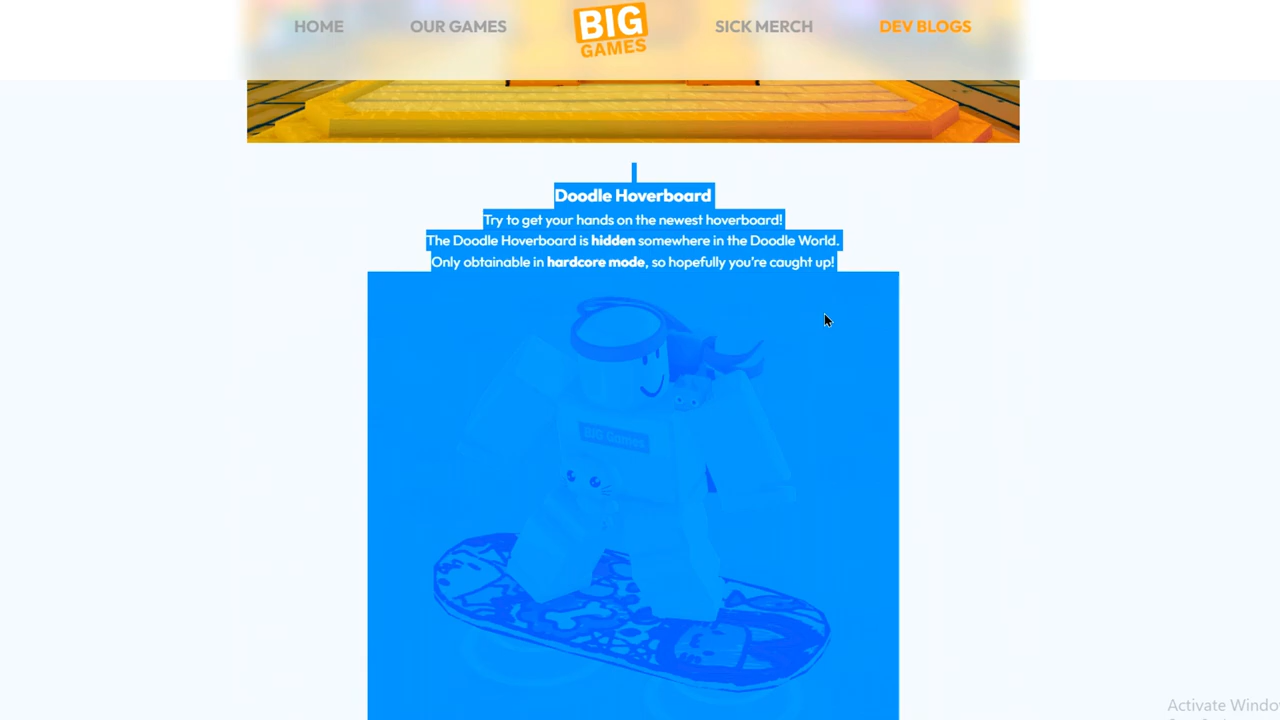 HOME
OUR GAMES
BIG
GAMES
SICK MERCH
DEV BLOGS
Doodle Hoverboard
Try to get your hands on the newest hoverboard!
The Doodle Hoverboard is hidden somewhere in the Doodle World.
Only obtainable in hardcore mode, so hopefully you're caught up!
BIG Games
Activate Windo